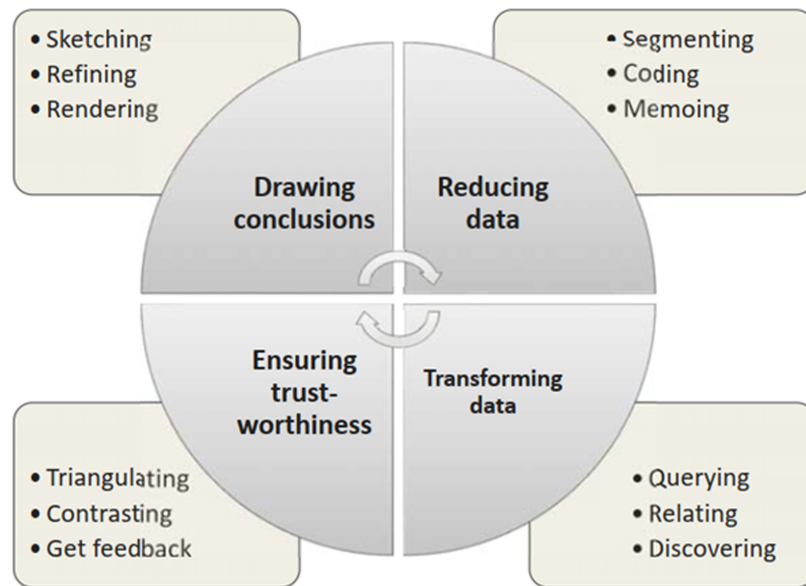 • Sketching
• Refining
• Rendering
• Segmenting
• Coding
• Memoing
Drawing
conclusions
Reducing
data
Ensuring
trust-
worthiness
Transforming
data
• Triangulating
• Contrasting
• Get feedback
• Querying
• Relating
• Discovering